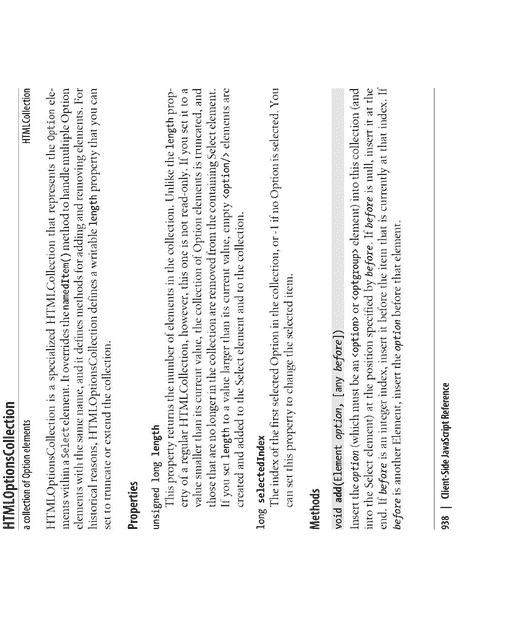 HTMLOptionsCollection
a collection of Option elements HTMLCollection
HTMLOptionsCollection is a specialized HTMLCollection that represents the Option ele-
ments within a Select element. It overrides the namedItem() method to handle multiple Option
elements with the same name, and it defines methods for adding and removing elements. For
historical reasons, HTMLOptionsCollection defines a writable length property that you can
set to truncate or extend the collection.
Properties
unsigned long length
This property returns the number of elements in the collection. Unlike the length prop-
erty of a regular HTMLCollection, however, this one is not read-only. If you set it to a
value smaller than its current value, the collection of Option elements is truncated, and
those that are no longer in the collection are removed from the containing Select element.
If you set length to a value larger than its current value, empty <option/> elements are
created and added to the Select element and to the collection.
long selectedIndex
The index of the first selected Option in the collection, or -1 if no Option is selected. You
can set this property to change the selected item.
Methods
void add(Element option, [any before])
Insert the option (which must be an <option> or <optgroup> element) into this collection (and
into the Select element) at the position specified by before. If before is null, insert it at the
end. If before is an integer index, insert it before the item that is currently at that index. If
before is another Element, insert the option before that element.
938 | Client-Side JavaScript Reference